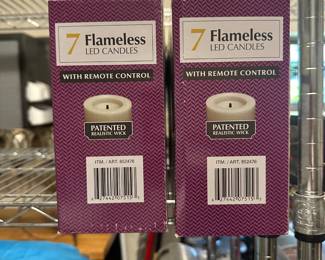 7 Flameless
LED CANDLES
WITH REMOTE CONTROL
PATENTED
REALISTIC WICK
ITM. / ART. 852476
7 Flameless
LED CANDLES
WITH REMOTE CONTROL
PATENTED
REALISTIC WICK
ITM. / ART. 852476